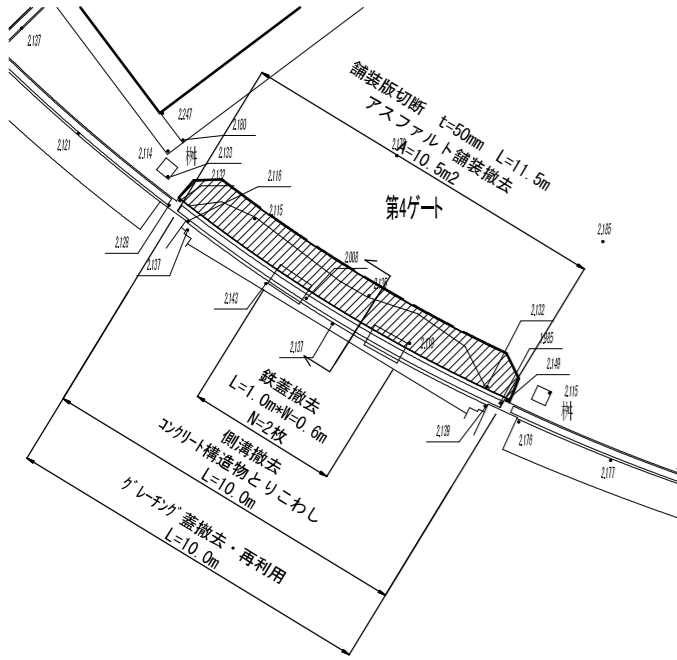 2,137
2,121
2,247
2,180
2,114
2,133
桝
2,132
2,116
2,115
2,128
2,137
2,143
2,008
2,137
舗装版切断 t=50mm L=11.5m
アスファルト舗装撤去
A=10.5m2
第4ゲート
2,185
2,132
1,985
2,149
2,115
桝
2,139
2,176
2,177
鉄蓋撤去
L=1.0m*W=0.6m
N=2枚
側溝撤去
コンクリート構造物とりこわし
L=10.0m
グレーチング蓋撤去・再利用
L=10.0m